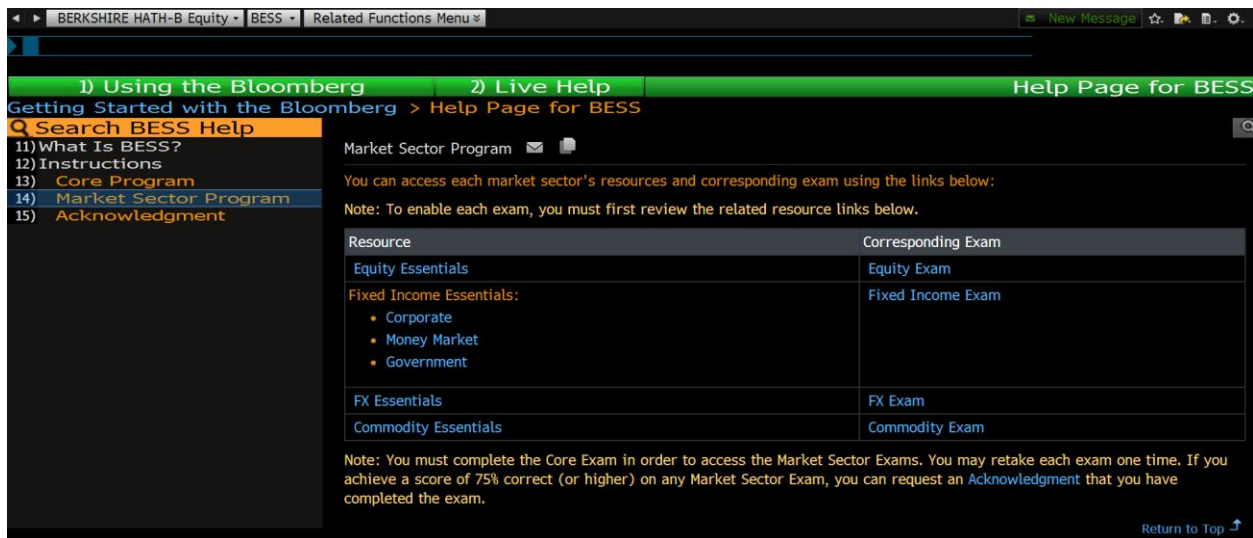 BERKSHIRE HATH-B Equity BESS Related Functions Menu New Message
1) Using the Bloomberg 2) Live Help Help Page for BESS
Getting Started with the Bloomberg > Help Page for BESS
Search BESS Help
11) What Is BESS?
12) Instructions
13) Core Program
14) Market Sector Program
15) Acknowledgment
Market Sector Program
You can access each market sector's resources and corresponding exam using the links below:
Note: To enable each exam, you must first review the related resource links below.
Resource Corresponding Exam
Equity Essentials Equity Exam
Fixed Income Essentials: Fixed Income Exam
• Corporate
• Money Market
• Government
FX Essentials FX Exam
Commodity Essentials Commodity Exam
Note: You must complete the Core Exam in order to access the Market Sector Exams. You may retake each exam one time. If you
achieve a score of 75% correct (or higher) on any Market Sector Exam, you can request an Acknowledgment that you have
completed the exam.
Return to Top